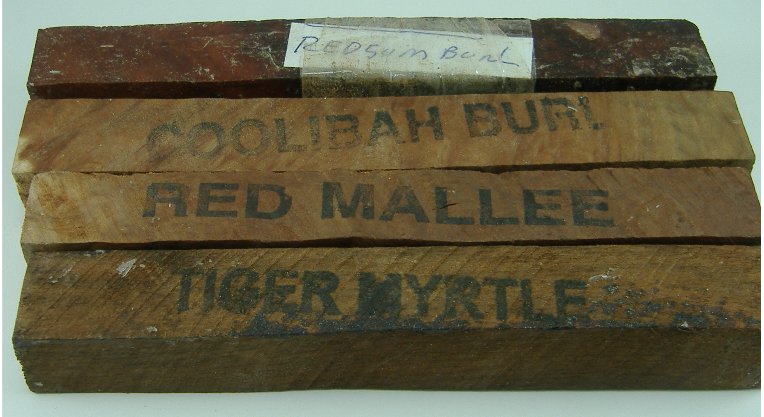 REDGUM BURL
COOLIBAH BURL
RED MALLEE
TIGER MYRTLE